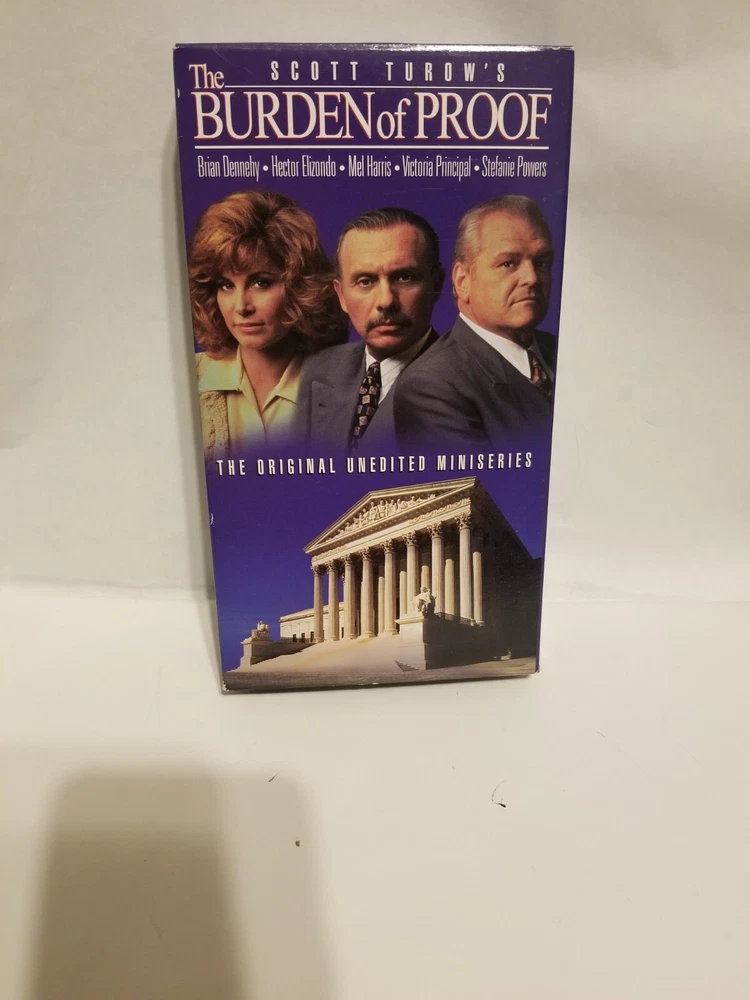 SCOTT TUROW'S
The
BURDEN of PROOF
Brian Dennehy • Hector Elizondo • Mel Harris • Victoria Principal • Stefanie Powers
THE ORIGINAL UNEDITED MINISERIES